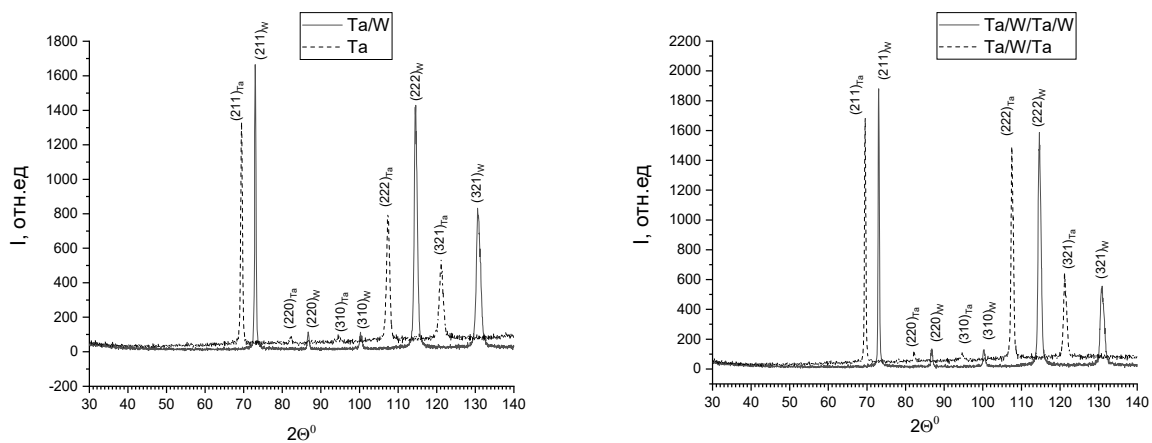 Ta/W
Ta
I, отн.ед
1800
1600
1400
1200
1000
800
600
400
200
0
-200
(211)Ta
(211)W
(220)Ta
(220)W
(310)Ta
(310)W
(222)Ta
(222)W
(321)Ta
(321)W
30 40 50 60 70 80 90 100 110 120 130 140
2Θ⁰
Ta/W/Ta/W
Ta/W/Ta
I, отн.ед
2200
2000
1800
1600
1400
1200
1000
800
600
400
200
0
(211)Ta
(211)W
(220)Ta
(220)W
(310)Ta
(310)W
(222)Ta
(222)W
(321)Ta
(321)W
30 40 50 60 70 80 90 100 110 120 130 140
2Θ⁰